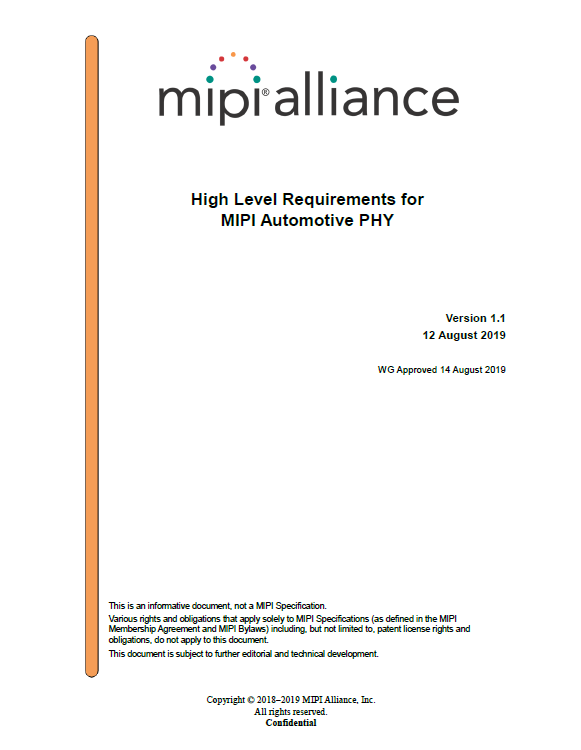 mipi® alliance
High Level Requirements for
MIPI Automotive PHY
Version 1.1
12 August 2019
WG Approved 14 August 2019
This is an informative document, not a MIPI Specification.
Various rights and obligations that apply solely to MIPI Specifications (as defined in the MIPI
Membership Agreement and MIPI Bylaws) including, but not limited to, patent license rights and
obligations, do not apply to this document.
This document is subject to further editorial and technical development.
Copyright © 2018–2019 MIPI Alliance, Inc.
All rights reserved.
Confidential